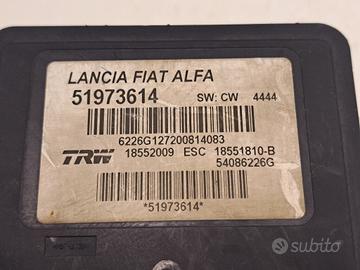 LANCIA FIAT ALFA
51973614 SW: CW 4444
6226G127200814083
TRW 18552009 ESC 18551810-B
54086226G
*51973614*
subito